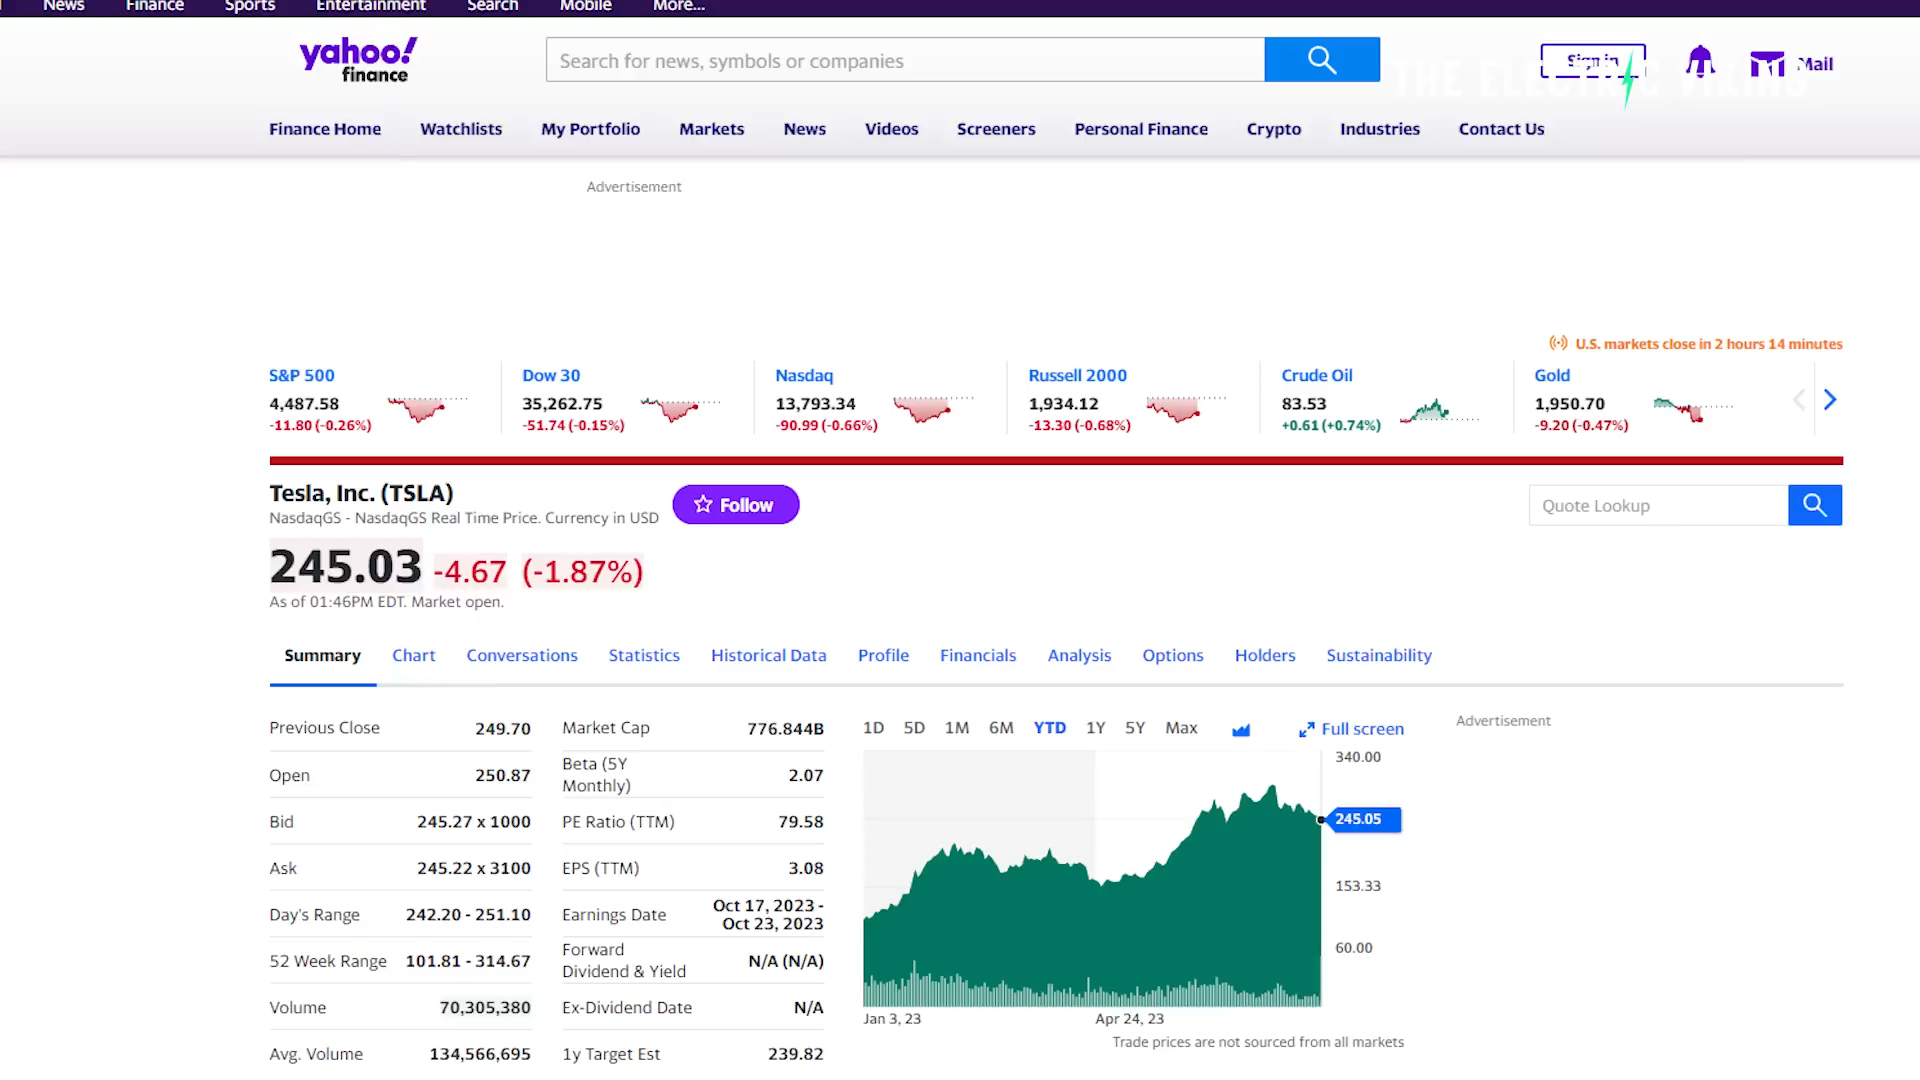 News Finance Sports Entertainment Search Mobile More...
yahoo!
finance
Search for news, symbols or companies
Sign in
Mail
THE ELECTRIC VIKING
Finance Home Watchlists My Portfolio Markets News Videos Screeners Personal Finance Crypto Industries Contact Us
Advertisement
U.S. markets close in 2 hours 14 minutes
S&P 500 Dow 30 Nasdaq Russell 2000 Crude Oil Gold
4,487.58 35,262.75 13,793.34 1,934.12 83.53 1,950.70
-11.80 (-0.26%) -51.74 (-0.15%) -90.99 (-0.66%) -13.30 (-0.68%) +0.61 (+0.74%) -9.20 (-0.47%)
Tesla, Inc. (TSLA)
NasdaqGS - NasdaqGS Real Time Price. Currency in USD
Follow
Quote Lookup
245.03 -4.67 (-1.87%)
As of 01:46PM EDT. Market open.
Summary Chart Conversations Statistics Historical Data Profile Financials Analysis Options Holders Sustainability
Previous Close 249.70
Open 250.87
Bid 245.27 x 1000
Ask 245.22 x 3100
Day's Range 242.20 - 251.10
52 Week Range 101.81 - 314.67
Volume 70,305,380
Avg. Volume 134,566,695
Market Cap 776.844B
Beta (5Y
Monthly) 2.07
PE Ratio (TTM) 79.58
EPS (TTM) 3.08
Earnings Date Oct 17, 2023 -
Oct 23, 2023
Forward
Dividend & Yield N/A (N/A)
Ex-Dividend Date N/A
1y Target Est 239.82
1D 5D 1M 6M YTD 1Y 5Y Max Full screen
340.00
245.05
153.33
60.00
Jan 3, 23 Apr 24, 23
Trade prices are not sourced from all markets
Advertisement